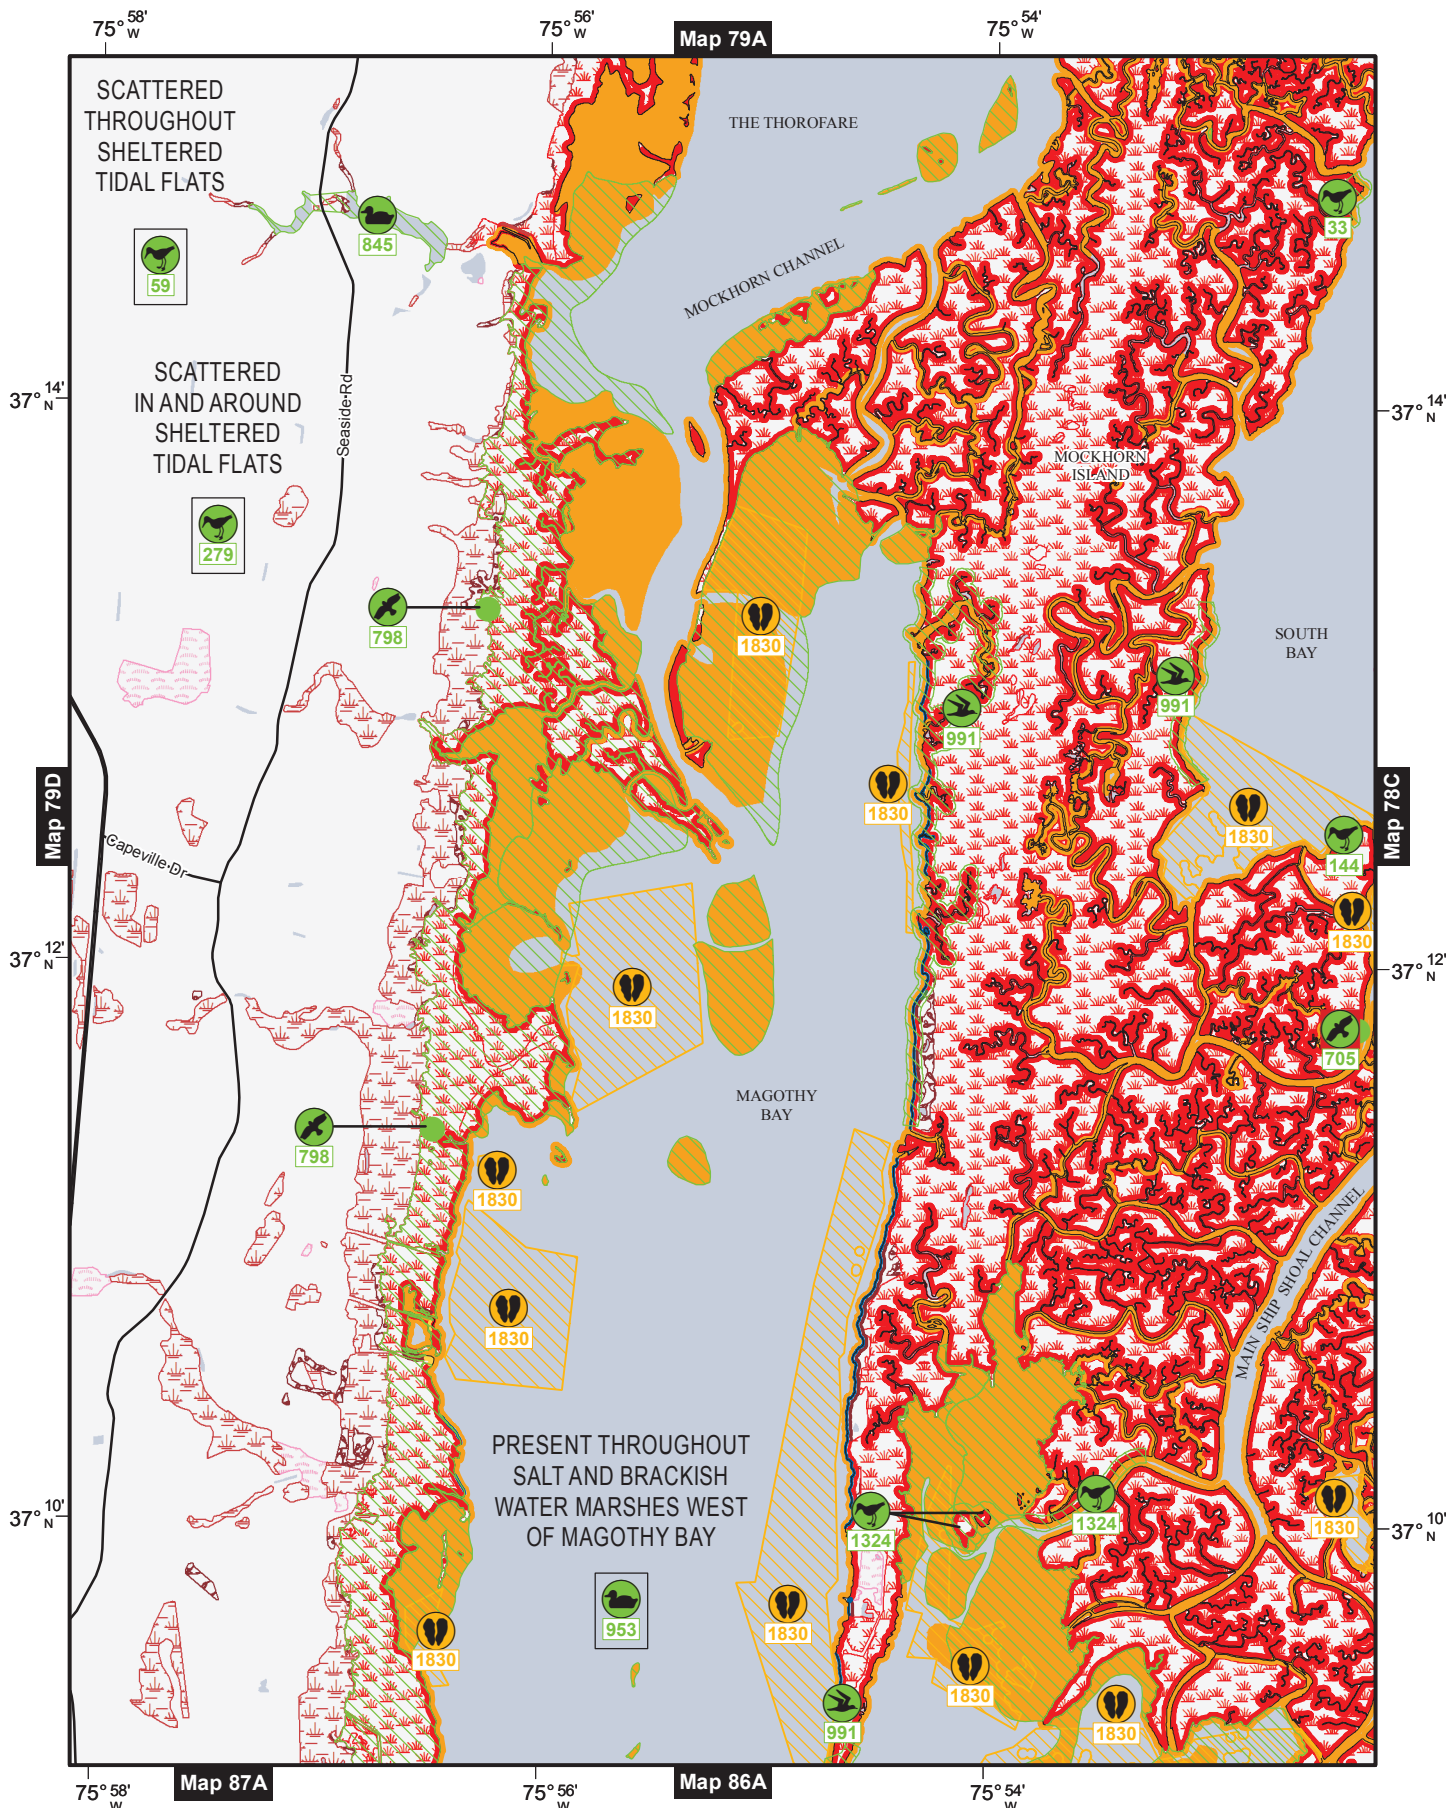 75° 58' W
75° 56' W
Map 79A
75° 54' W
SCATTERED
THROUGHOUT
SHELTERED
TIDAL FLATS
59
845
THE THOROFARE
33
MOCKHORN CHANNEL
37° 14' N
37° 14' N
SCATTERED
IN AND AROUND
SHELTERED
TIDAL FLATS
279
Seaside Rd
MOCKHORN
ISLAND
798
1830
SOUTH
BAY
991
991
Map 79D
Map 78C
1830
1830
144
Capeville Dr
1830
37° 12' N
37° 12' N
1830
705
MAGOTHY
BAY
798
1830
1830
MAIN SHIP SHOAL CHANNEL
PRESENT THROUGHOUT
SALT AND BRACKISH
WATER MARSHES WEST
OF MAGOTHY BAY
953
37° 10' N
37° 10' N
1324
1324
1830
1830
1830
1830
1830
991
75° 58' W
Map 87A
75° 56' W
Map 86A
75° 54' W